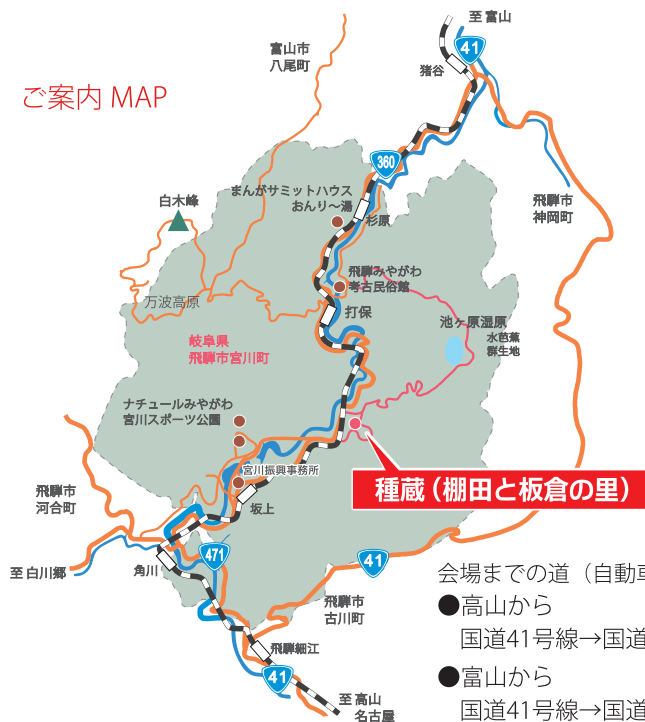 至 富山
41
猪谷
富山市
八尾町
ご案内 MAP
360
まんがサミットハウス
おんり～湯
杉原
白木峰
飛騨市
神岡町
飛騨みやがわ
考古民俗館
万波高原
打保
池ヶ原湿原
水芭蕉
群生地
岐阜県
飛騨市宮川町
ナチュールみやがわ
宮川スポーツ公園
宮川振興事務所
種蔵（棚田と板倉の里）
飛騨市
河合町
坂上
至 白川郷
角川
471
41
飛騨市
古川町
飛騨細江
41
至 高山
名古屋
会場までの道（自動車
●高山から
国道41号線→国道
●富山から
国道41号線→国道